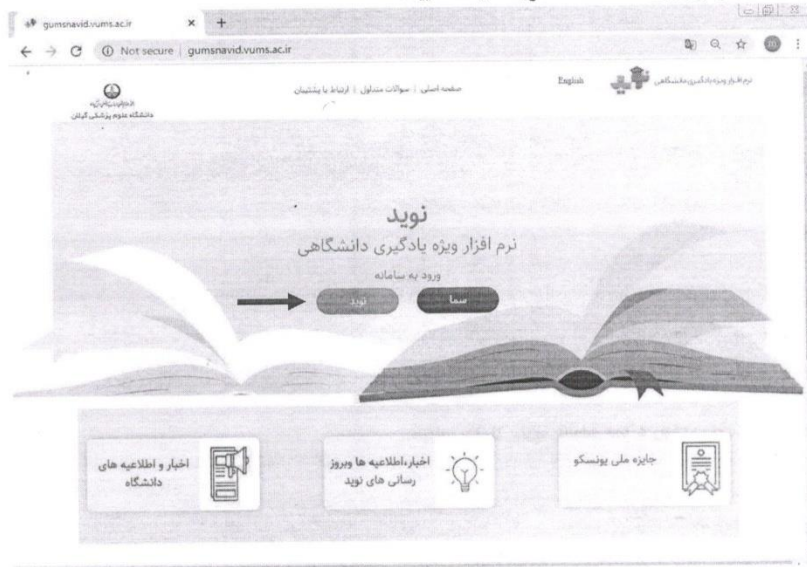 gumsnavid.vums.ac.ir
Not secure | gumsnavid.vums.ac.ir
نرم افزار ویژه یادگیری دانشگاهی
English
صفحه اصلی | سوالات متداول | ارتباط با پشتیبان
دانشگاه علوم پزشکی گیلان
نوید
نرم افزار ویژه یادگیری دانشگاهی
ورود به سامانه
سما
نوید
جایزه ملی یونسکو
اخبار،اطلاعیه ها وبروز
رسانی های نوید
اخبار و اطلاعیه های
دانشگاه